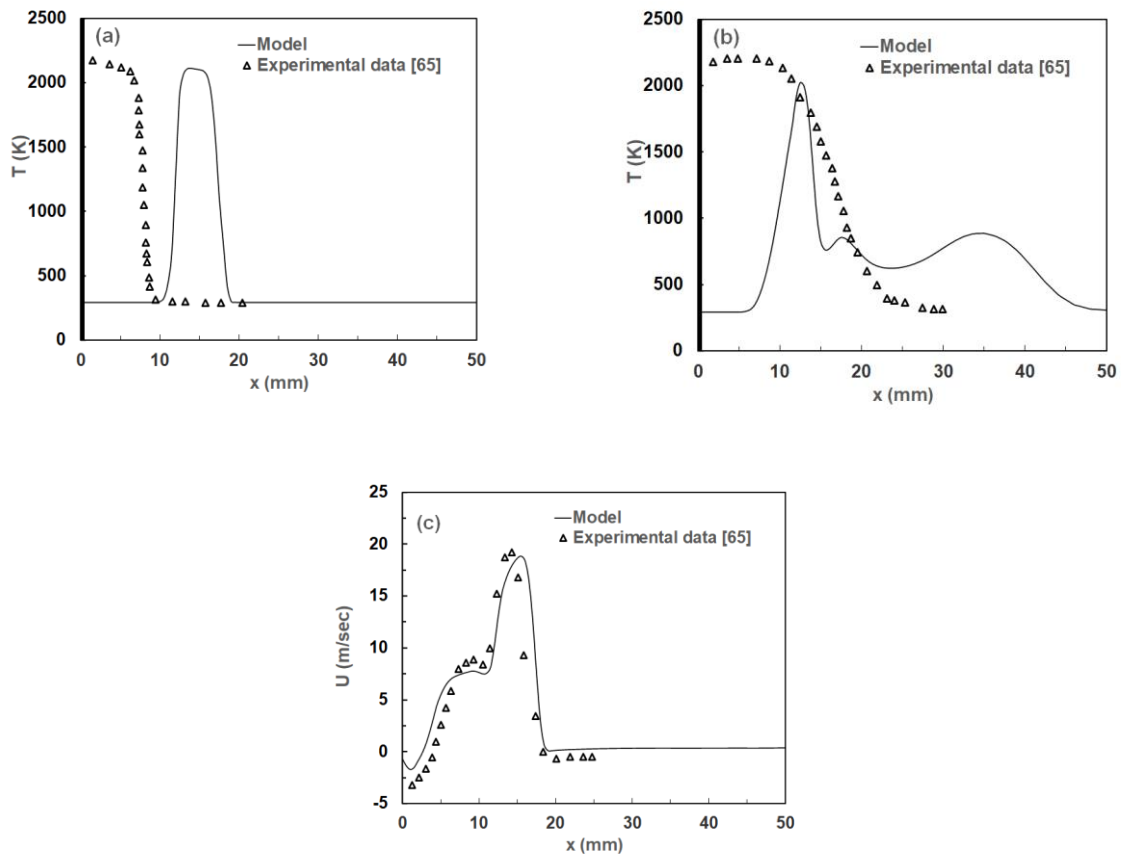 (a)
Model
Experimental data [65]
T (K)
2500
2000
1500
1000
500
0
0 10 20 30 40 50
x (mm)
(b)
Model
Experimental data [65]
T (K)
2500
2000
1500
1000
500
0
0 10 20 30 40 50
x (mm)
(c)
Model
Experimental data [65]
U (m/sec)
25
20
15
10
5
0
-5
0 10 20 30 40 50
x (mm)